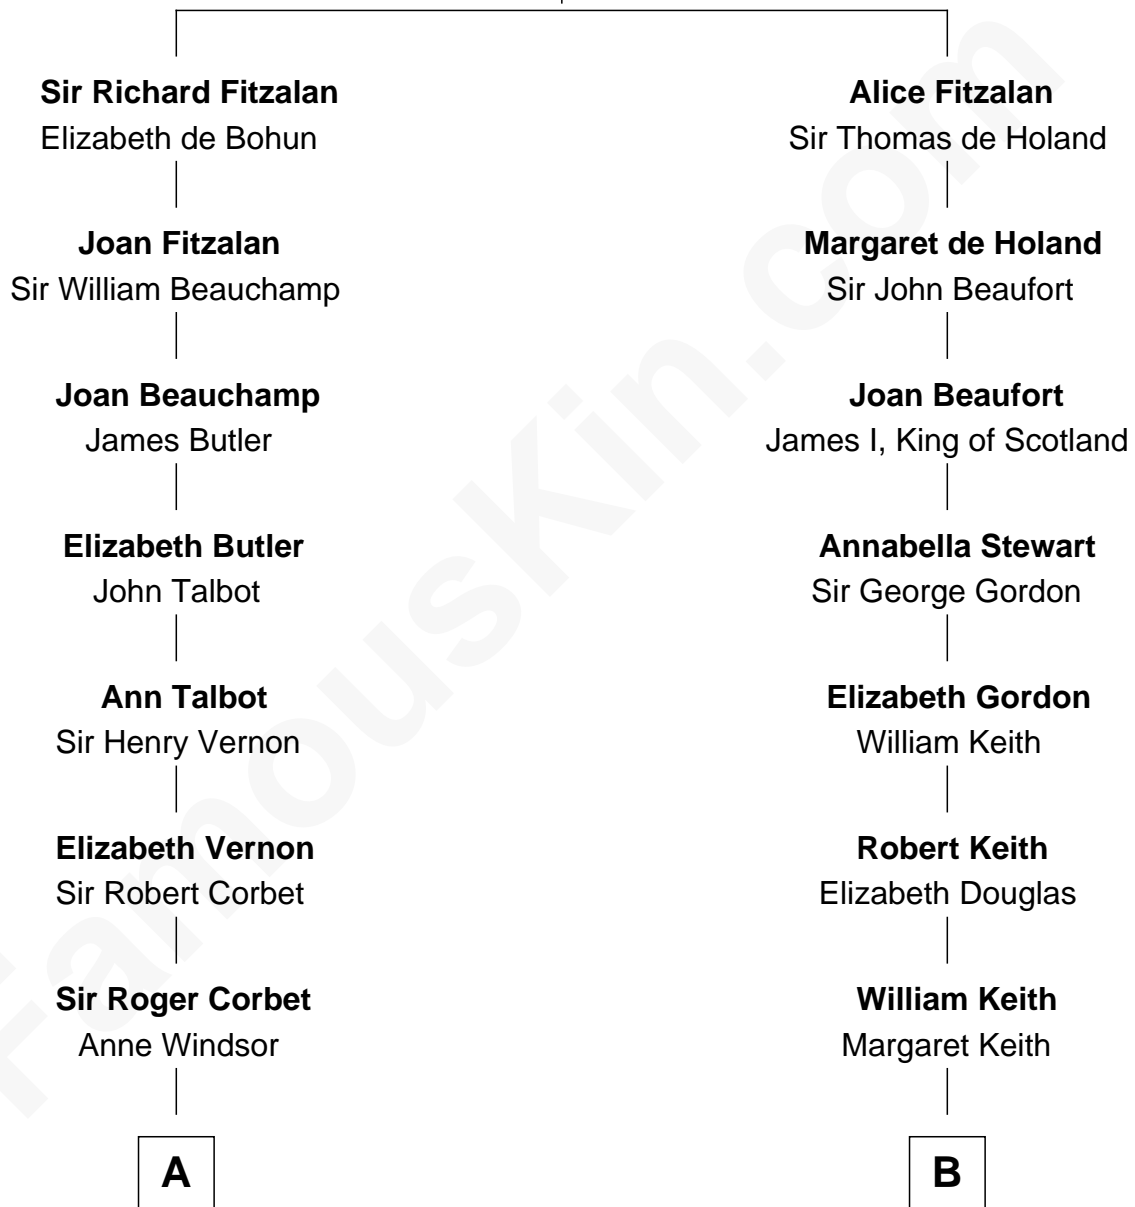 Sir Richard Fitzalan
Elizabeth de Bohun
Joan Fitzalan
Sir William Beauchamp
Joan Beauchamp
James Butler
Elizabeth Butler
John Talbot
Ann Talbot
Sir Henry Vernon
Elizabeth Vernon
Sir Robert Corbet
Sir Roger Corbet
Anne Windsor
A
Alice Fitzalan
Sir Thomas de Holand
Margaret de Holand
Sir John Beaufort
Joan Beaufort
James I, King of Scotland
Annabella Stewart
Sir George Gordon
Elizabeth Gordon
William Keith
Robert Keith
Elizabeth Douglas
William Keith
Margaret Keith
B
FamousKin.com